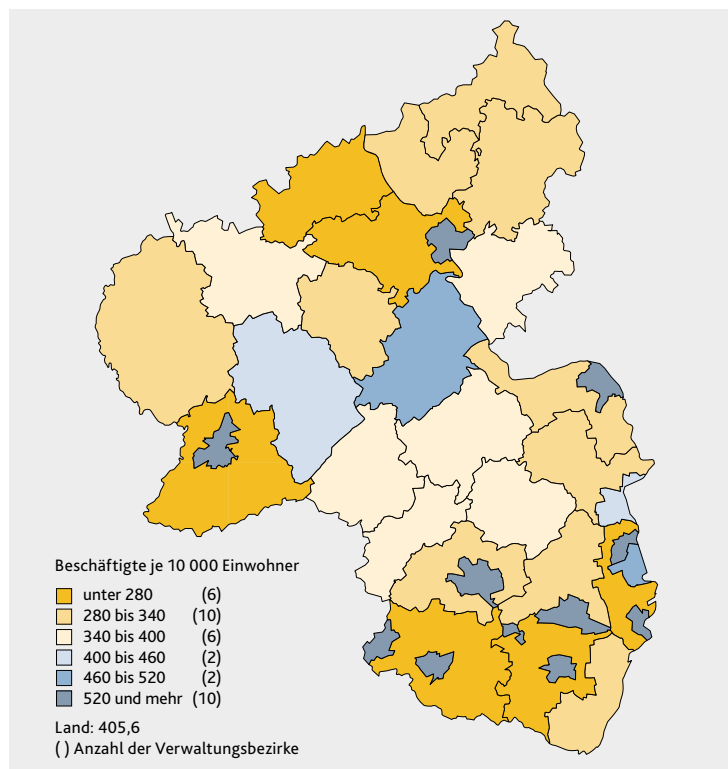 Beschäftigte je 10 000 Einwohner
unter 280 (6)
280 bis 340 (10)
340 bis 400 (6)
400 bis 460 (2)
460 bis 520 (2)
520 und mehr (10)
Land: 405,6
( ) Anzahl der Verwaltungsbezirke